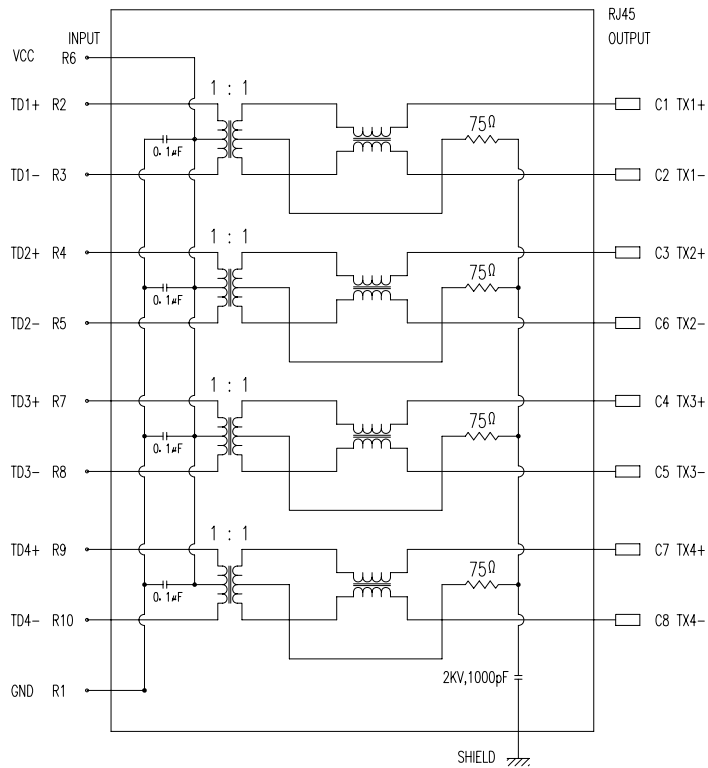 RJ45
INPUT
OUTPUT
VCC R6
1 : 1
TD1+ R2
C1 TX1+
75Ω
0.1μF
TD1- R3
C2 TX1-
1 : 1
TD2+ R4
C3 TX2+
75Ω
0.1μF
TD2- R5
C6 TX2-
1 : 1
TD3+ R7
C4 TX3+
75Ω
0.1μF
TD3- R8
C5 TX3-
1 : 1
TD4+ R9
C7 TX4+
75Ω
0.1μF
TD4- R10
C8 TX4-
2KV,1000pF
GND R1
SHIELD